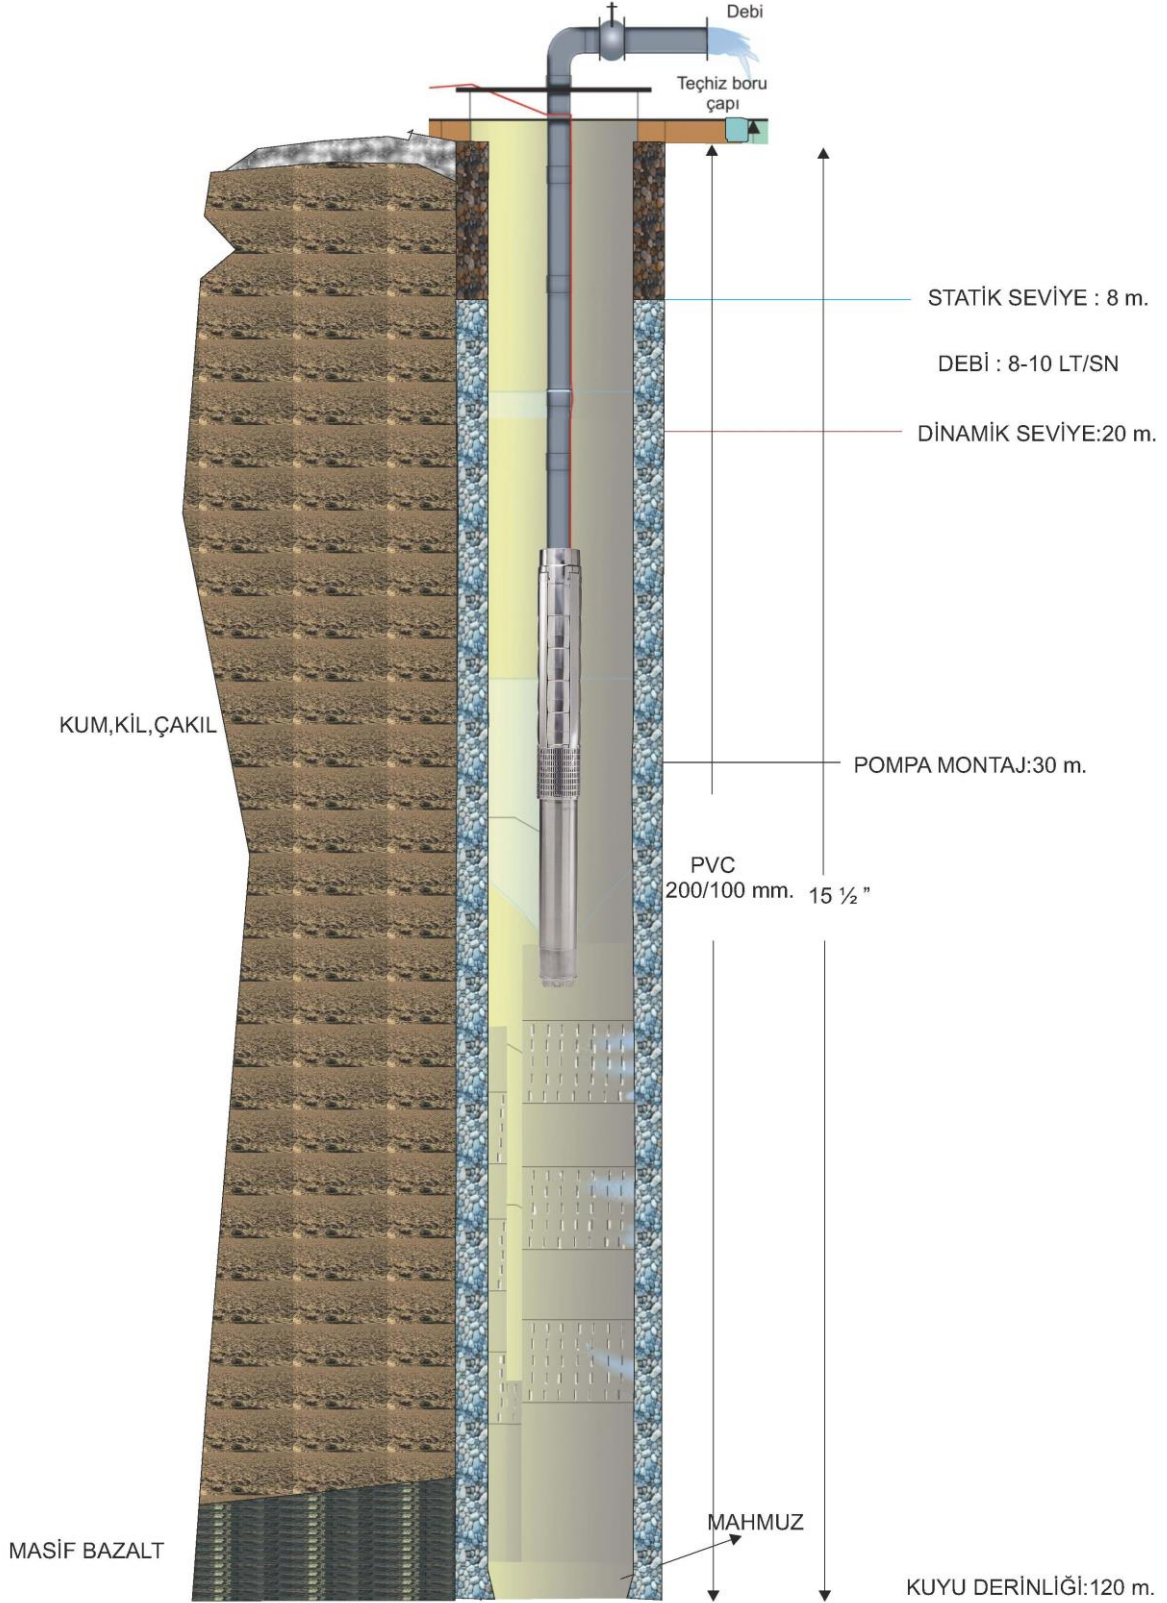 Debi
Teçhiz boru
çapı
STATİK SEVİYE : 8 m.
DEBİ : 8-10 LT/SN
DİNAMİK SEVİYE:20 m.
KUM,KİL,ÇAKIL
POMPA MONTAJ:30 m.
PVC
200/100 mm.
15 ½ "
MAHMUZ
MASİF BAZALT
KUYU DERİNLİĞİ:120 m.